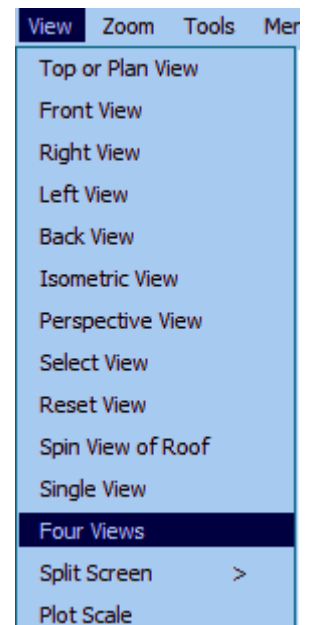 View Zoom Tools Mer
Top or Plan View
Front View
Right View
Left View
Back View
Isometric View
Perspective View
Select View
Reset View
Spin View of Roof
Single View
Four Views
Split Screen >
Plot Scale